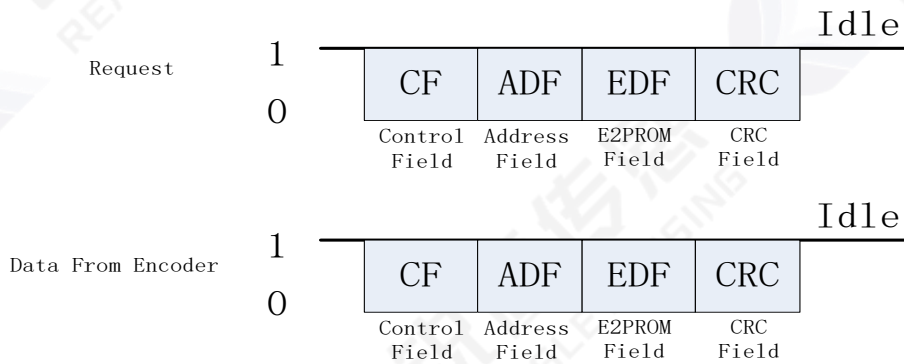 Idle
Request
1
0
CF ADF EDF CRC
Control Address E2PROM CRC
Field Field Field Field
Idle
Data From Encoder
1
0
CF ADF EDF CRC
Control Address E2PROM CRC
Field Field Field Field